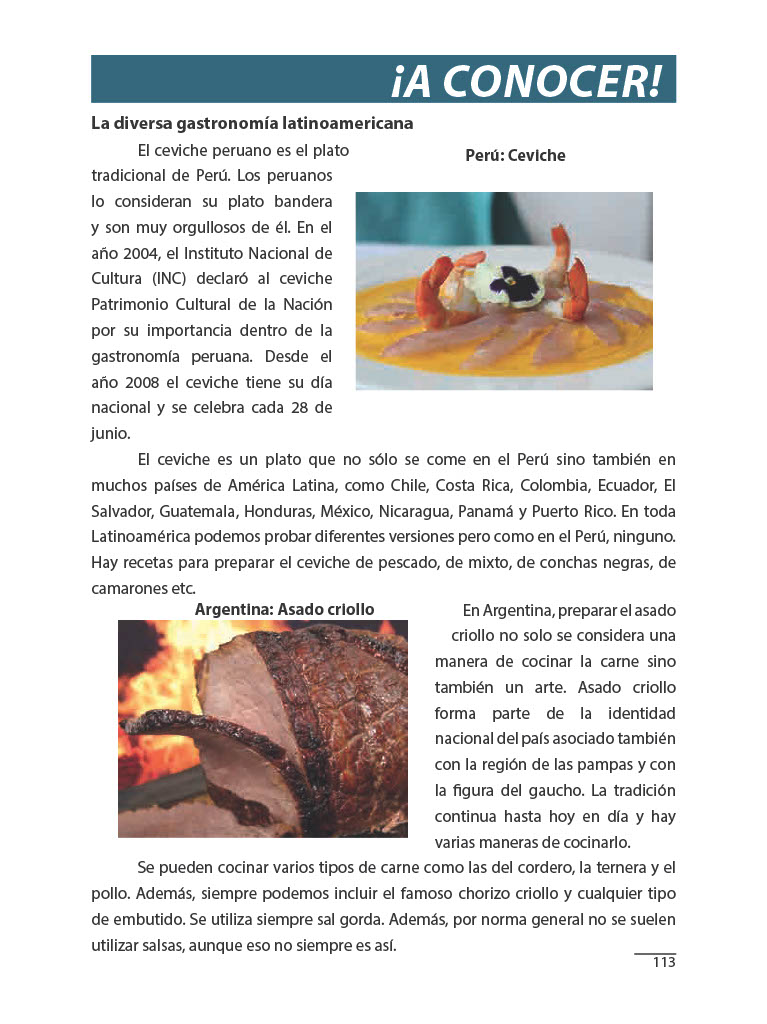 ¡A CONOCER!
La diversa gastronomía latinoamericana
El ceviche peruano es el plato
tradicional de Perú. Los peruanos
lo consideran su plato bandera
y son muy orgullosos de él. En el
año 2004, el Instituto Nacional de
Cultura (INC) declaró al ceviche
Patrimonio Cultural de la Nación
por su importancia dentro de la
gastronomía peruana. Desde el
año 2008 el ceviche tiene su día
nacional y se celebra cada 28 de
junio.
Perú: Ceviche
El ceviche es un plato que no sólo se come en el Perú sino también en
muchos países de América Latina, como Chile, Costa Rica, Colombia, Ecuador, El
Salvador, Guatemala, Honduras, México, Nicaragua, Panamá y Puerto Rico. En toda
Latinoamérica podemos probar diferentes versiones pero como en el Perú, ninguno.
Hay recetas para preparar el ceviche de pescado, de mixto, de conchas negras, de
camarones etc.
Argentina: Asado criollo
En Argentina, preparar el asado
criollo no solo se considera una
manera de cocinar la carne sino
también un arte. Asado criollo
forma parte de la identidad
nacional del país asociado también
con la región de las pampas y con
la figura del gaucho. La tradición
continua hasta hoy en día y hay
varias maneras de cocinarlo.
Se pueden cocinar varios tipos de carne como las del cordero, la ternera y el
pollo. Además, siempre podemos incluir el famoso chorizo criollo y cualquier tipo
de embutido. Se utiliza siempre sal gorda. Además, por norma general no se suelen
utilizar salsas, aunque eso no siempre es así.
113